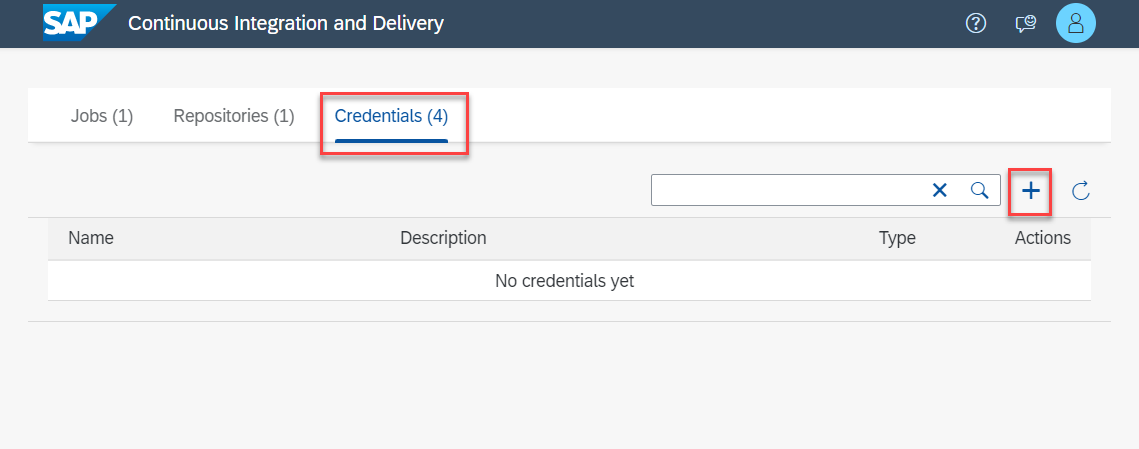 SAP Continuous Integration and Delivery
Jobs (1) Repositories (1) Credentials (4)
Name Description Type Actions
No credentials yet